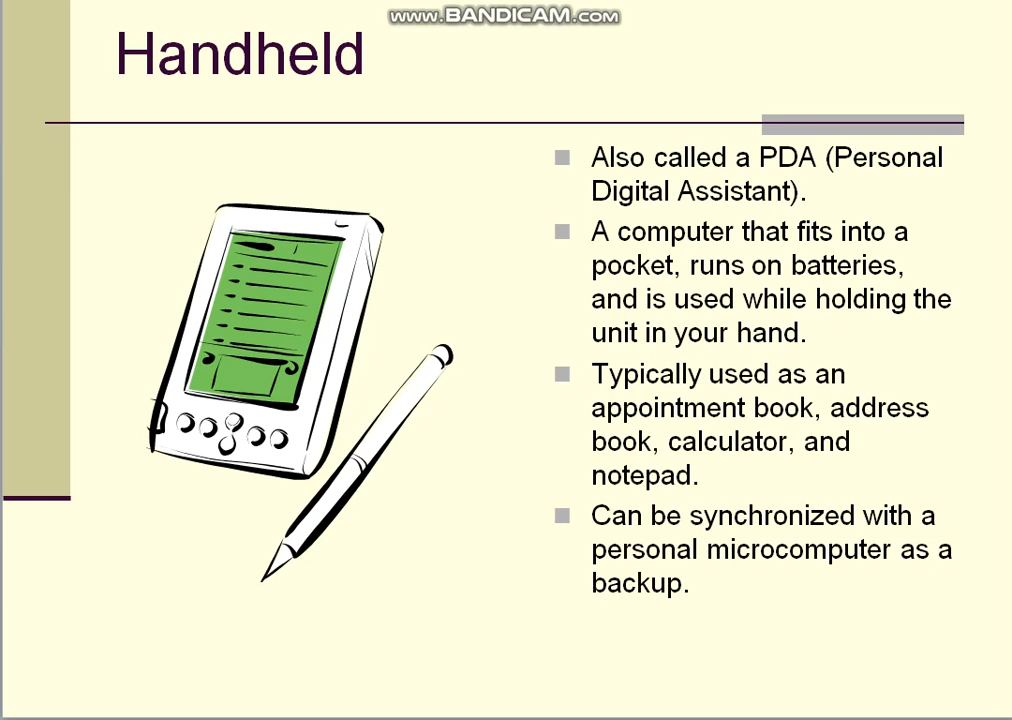 www.BANDICAM.com
Handheld
Also called a PDA (Personal
Digital Assistant).
A computer that fits into a
pocket, runs on batteries,
and is used while holding the
unit in your hand.
Typically used as an
appointment book, address
book, calculator, and
notepad.
Can be synchronized with a
personal microcomputer as a
backup.